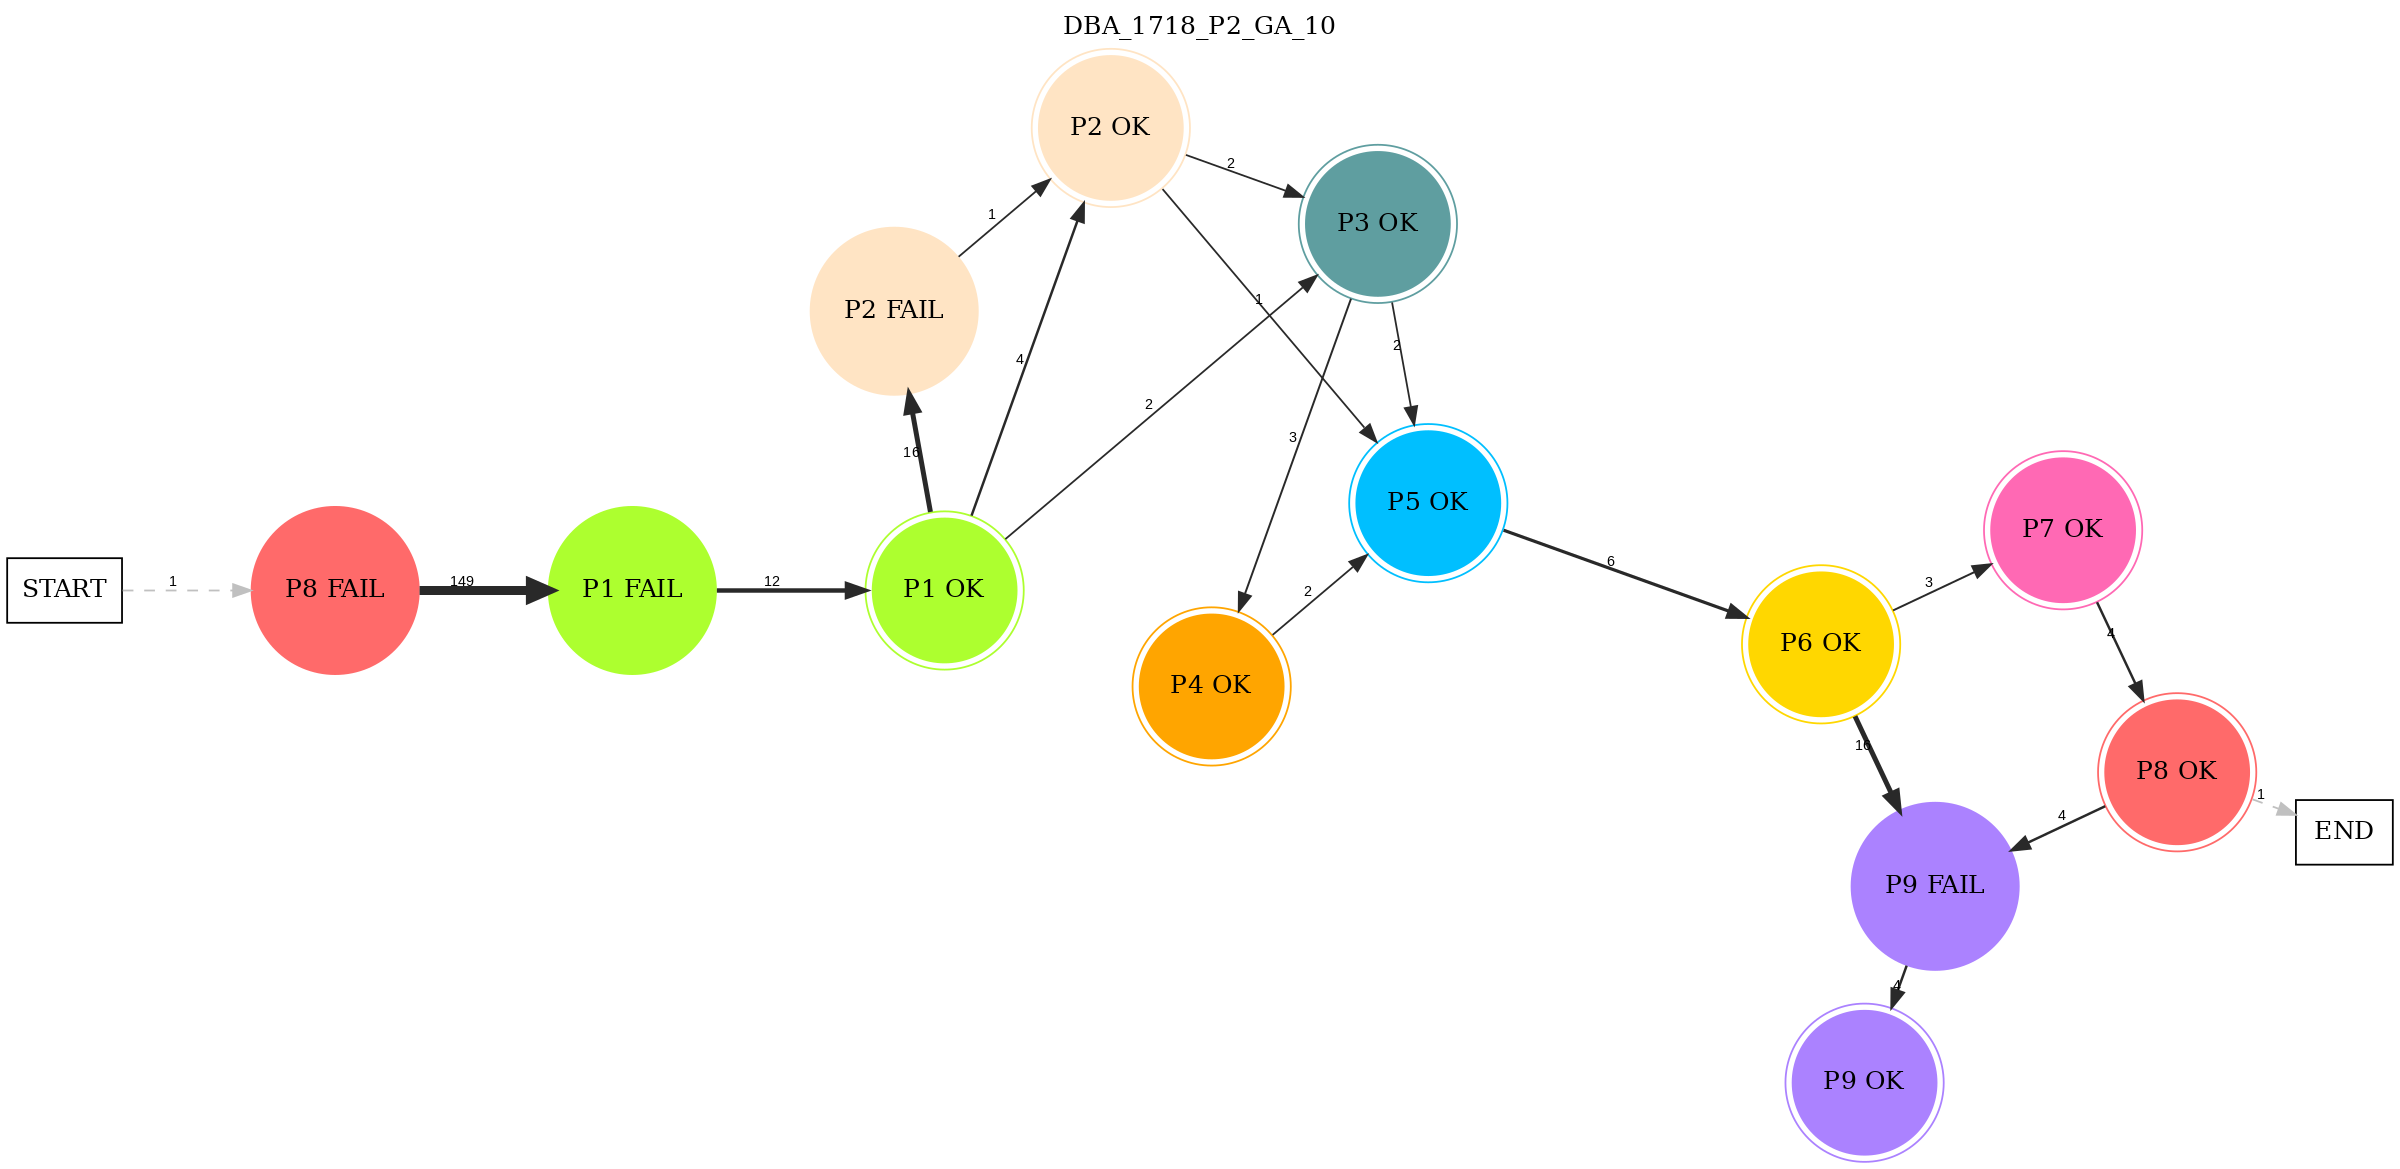 DBA_1718_P2_GA_10
P2 OK
2
P3 OK
1
P2 FAIL
1
2
4
2
3
16
P5 OK
6
P7 OK
START
1
P8 FAIL
149
P1 FAIL
12
P1 OK
2
3
4
P4 OK
P6 OK
16
P8 OK
1
4
END
P9 FAIL
4
P9 OK